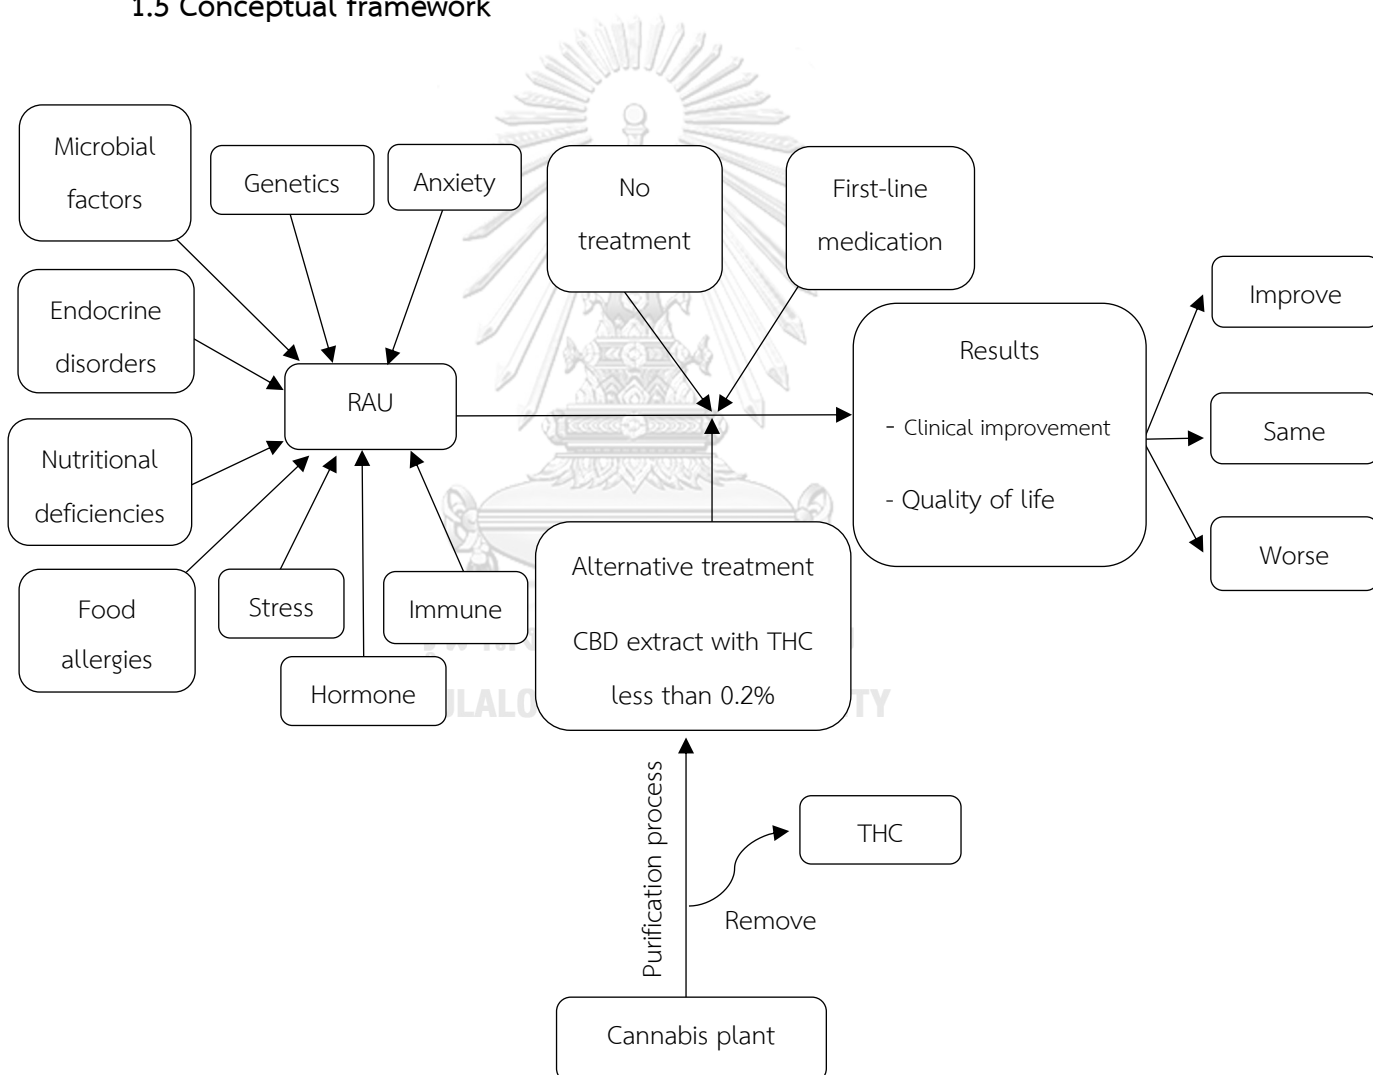 1.5 Conceptual framework
Microbial
factors
Genetics
Anxiety
No
treatment
First-line
medication
Endocrine
disorders
RAU
Results
- Clinical improvement
- Quality of life
Improve
Same
Worse
Nutritional
deficiencies
Food
allergies
Stress
Immune
Hormone
Alternative treatment
CBD extract with THC
less than 0.2%
Purification process
THC
Remove
Cannabis plant